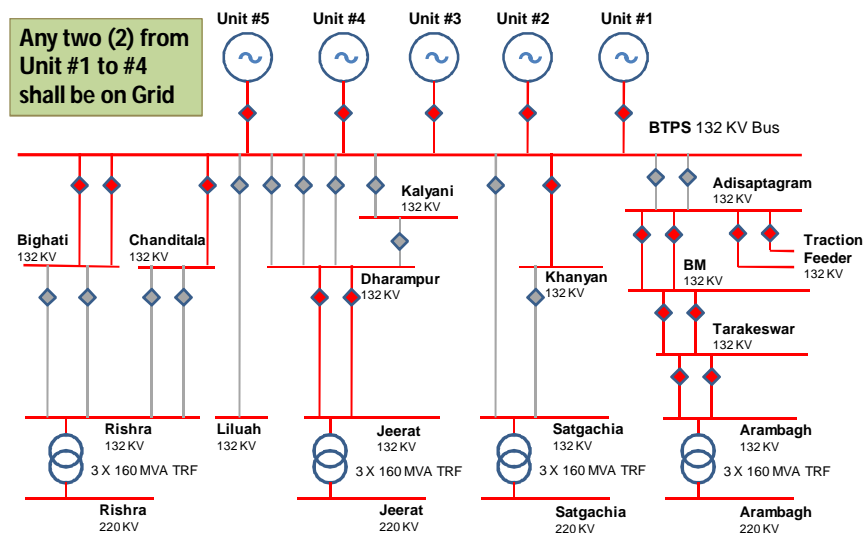 Any two (2) from
Unit #1 to #4
shall be on Grid
Unit #5
Unit #4
Unit #3
Unit #2
Unit #1
BTPS 132 KV Bus
Kalyani
132 KV
Adisaptagram
132 KV
Bighati
132 KV
Chanditala
132 KV
Dharampur
132 KV
Khanyan
132 KV
BM
132 KV
Traction
Feeder
132 KV
Tarakeswar
132 KV
Rishra
132 KV
3 X 160 MVA TRF
Rishra
220 KV
Liluah
132 KV
Jeerat
132 KV
3 X 160 MVA TRF
Jeerat
220 KV
Satgachia
132 KV
3 X 160 MVA TRF
Satgachia
220 KV
Arambagh
132 KV
3 X 160 MVA TRF
Arambagh
220 KV